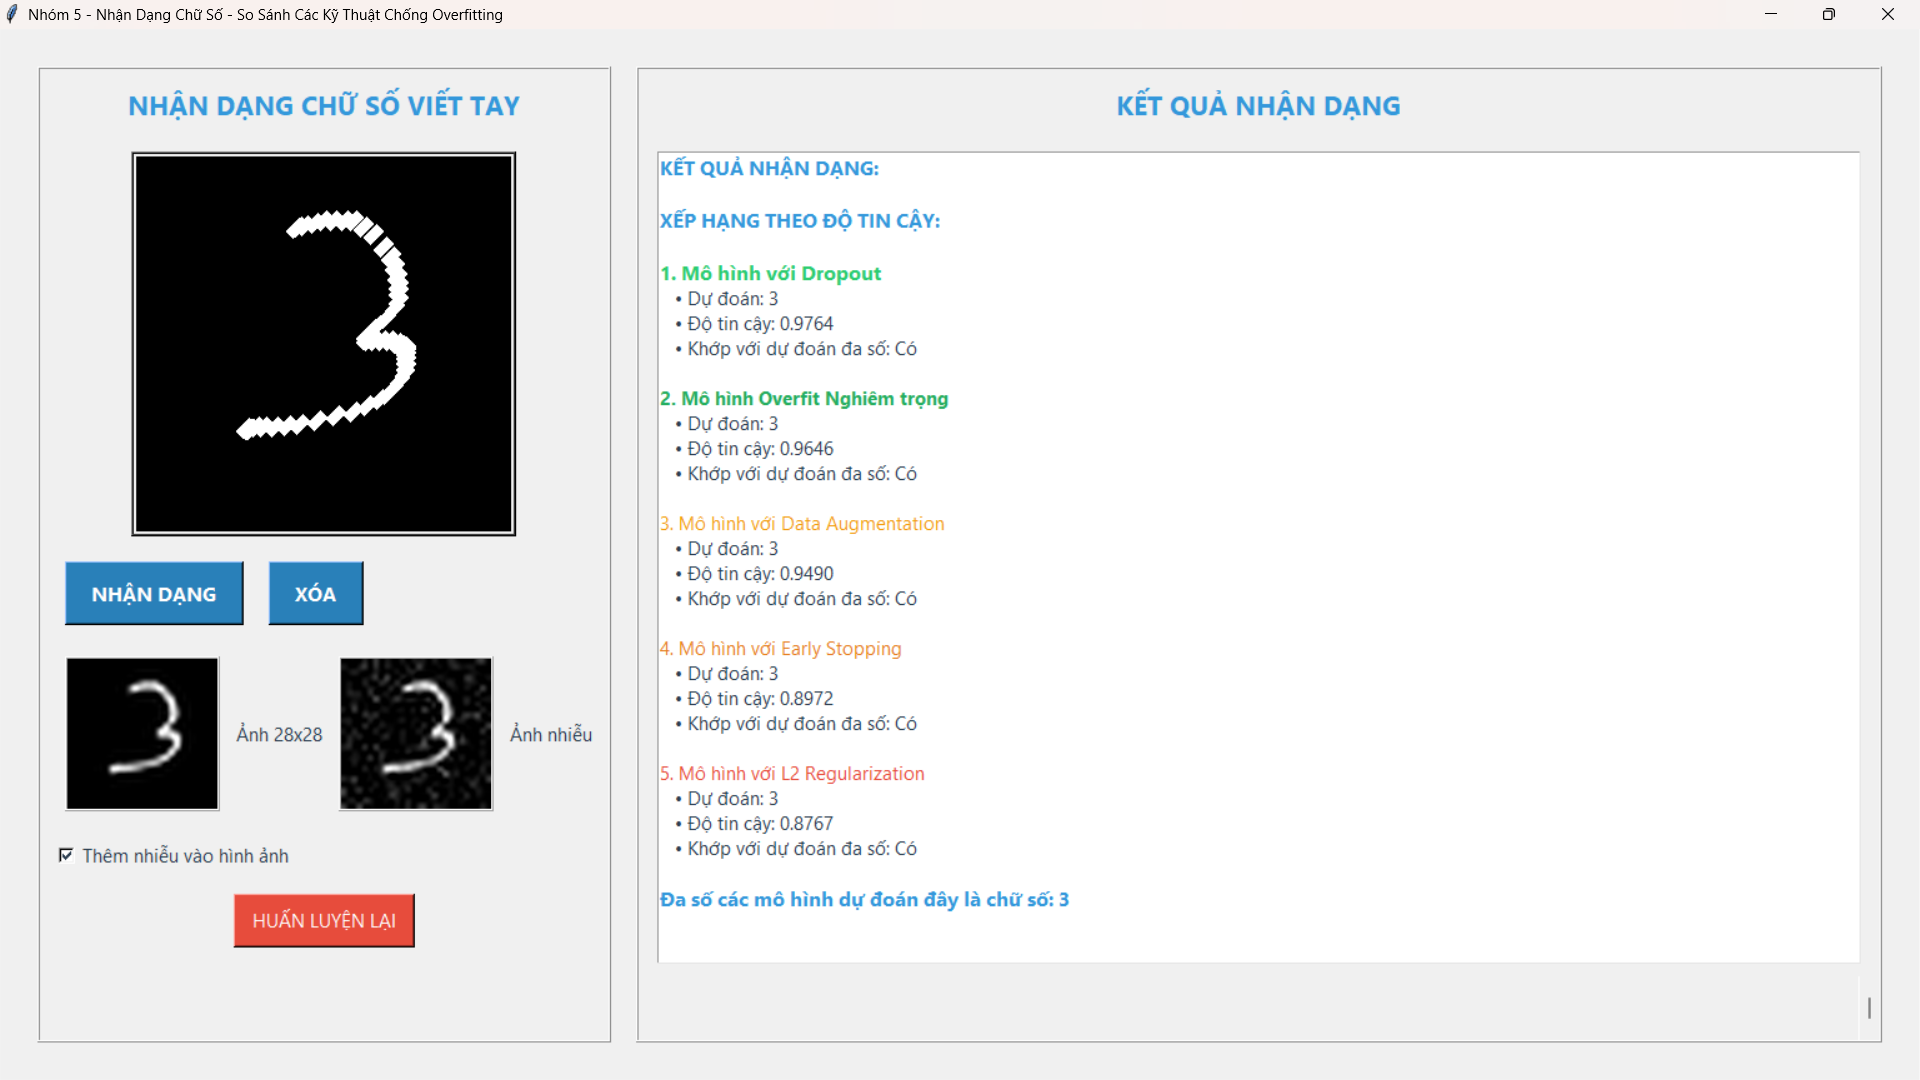 Nhóm 5 - Nhận Dạng Chữ Số - So Sánh Các Kỹ Thuật Chống Overfitting
NHẬN DẠNG CHỮ SỐ VIẾT TAY
3
NHẬN DẠNG
XÓA
3
Ảnh 28x28
3
Ảnh nhiễu
Thêm nhiễu vào hình ảnh
HUẤN LUYỆN LẠI
KẾT QUẢ NHẬN DẠNG
KẾT QUẢ NHẬN DẠNG:
XẾP HẠNG THEO ĐỘ TIN CẬY:
1. Mô hình với Dropout
• Dự đoán: 3
• Độ tin cậy: 0.9764
• Khớp với dự đoán đa số: Có
2. Mô hình Overfit Nghiêm trọng
• Dự đoán: 3
• Độ tin cậy: 0.9646
• Khớp với dự đoán đa số: Có
3. Mô hình với Data Augmentation
• Dự đoán: 3
• Độ tin cậy: 0.9490
• Khớp với dự đoán đa số: Có
4. Mô hình với Early Stopping
• Dự đoán: 3
• Độ tin cậy: 0.8972
• Khớp với dự đoán đa số: Có
5. Mô hình với L2 Regularization
• Dự đoán: 3
• Độ tin cậy: 0.8767
• Khớp với dự đoán đa số: Có
Đa số các mô hình dự đoán đây là chữ số: 3